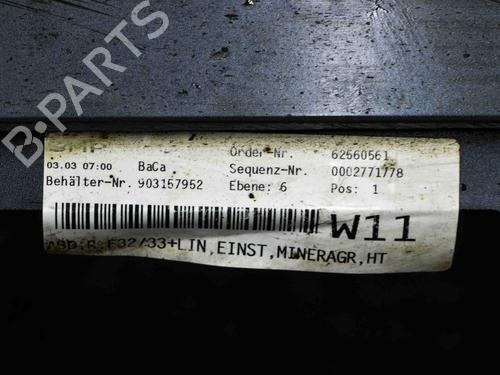 B-PARTS
Order-Nr. 62560561
03.03 07:00 BaCa Sequenz-Nr. 0002771778
Behälter-Nr. 903157952 Ebene: 6 Pos: 1
W11
F32/33+LIN,EINST,MINERAGR,HT